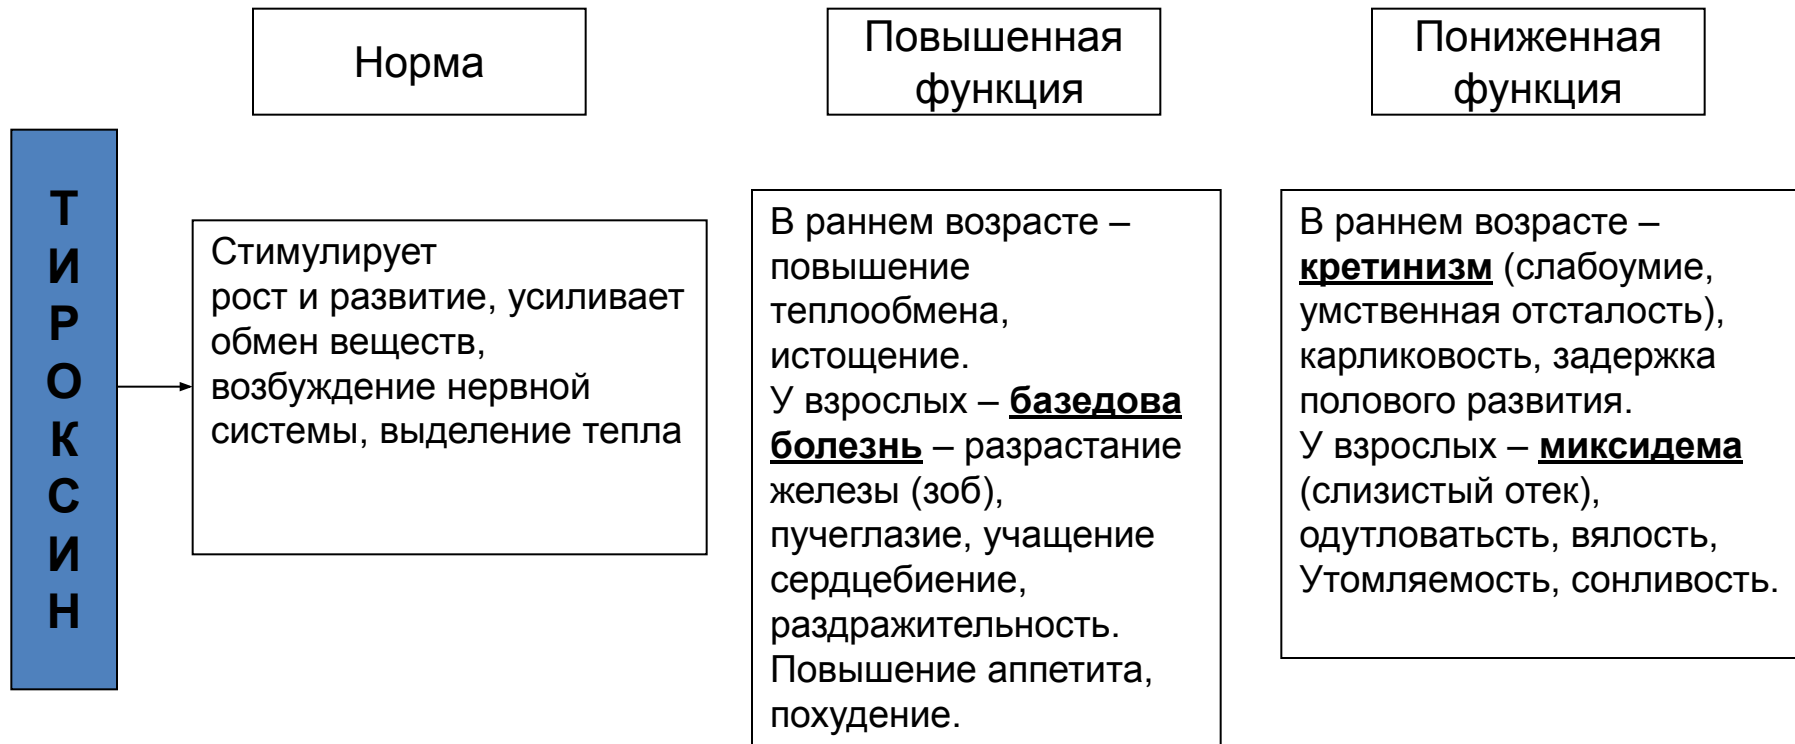 Норма
Повышенная
функция
Пониженная
функция
ТИРОКСИН
Стимулирует
рост и развитие, усиливает
обмен веществ,
возбуждение нервной
системы, выделение тепла
В раннем возрасте –
повышение
теплообмена,
истощение.
У взрослых – базедова
болезнь – разрастание
железы (зоб),
пучеглазие, учащение
сердцебиение,
раздражительность.
Повышение аппетита,
похудение.
В раннем возрасте –
кретинизм (слабоумие,
умственная отсталость),
карликовость, задержка
полового развития.
У взрослых – миксидема
(слизистый отек),
одутловатьсть, вялость,
Утомляемость, сонливость.